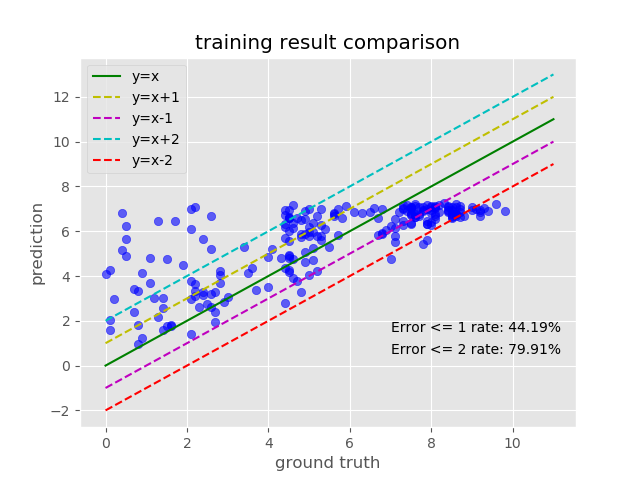 training result comparison
y=x
y=x+1
y=x-1
y=x+2
y=x-2
12
10
8
6
4
2
0
−2
prediction
Error <= 1 rate: 44.19%
Error <= 2 rate: 79.91%
0 2 4 6 8 10
ground truth